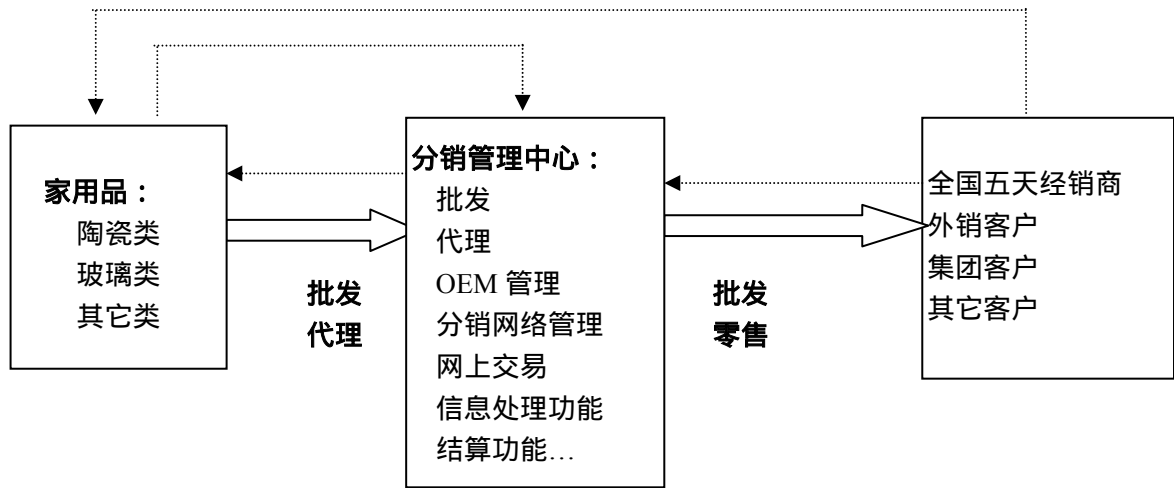 家用品：
陶瓷类
玻璃类
其它类
批发
代理
分销管理中心：
批发
代理
OEM 管理
分销网络管理
网上交易
信息处理功能
结算功能…
批发
零售
全国五天经销商
外销客户
集团客户
其它客户